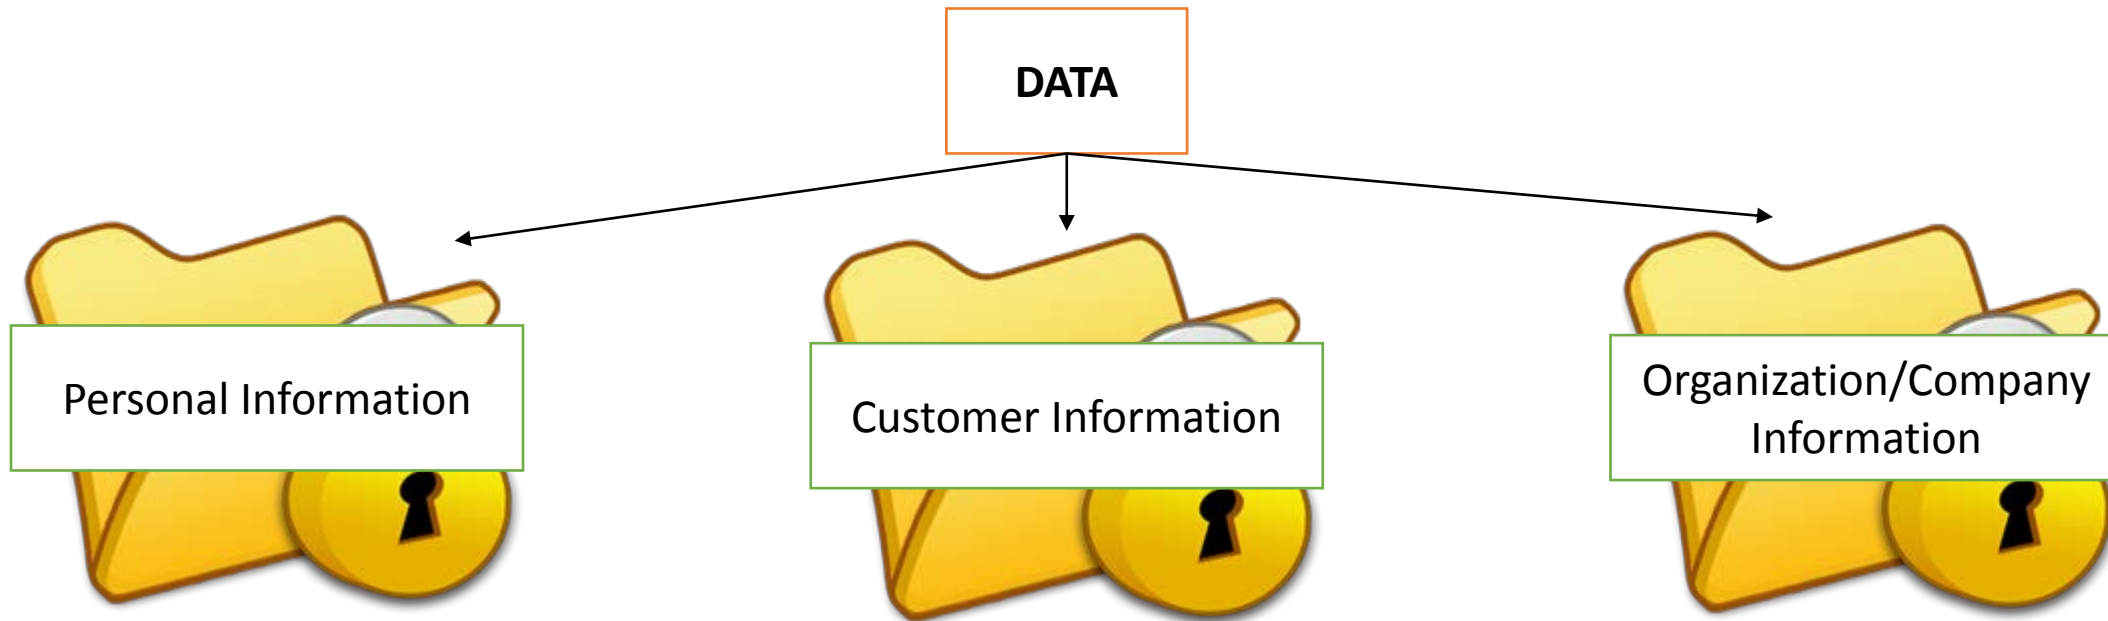 DATA
Personal Information
Customer Information
Organization/Company
Information